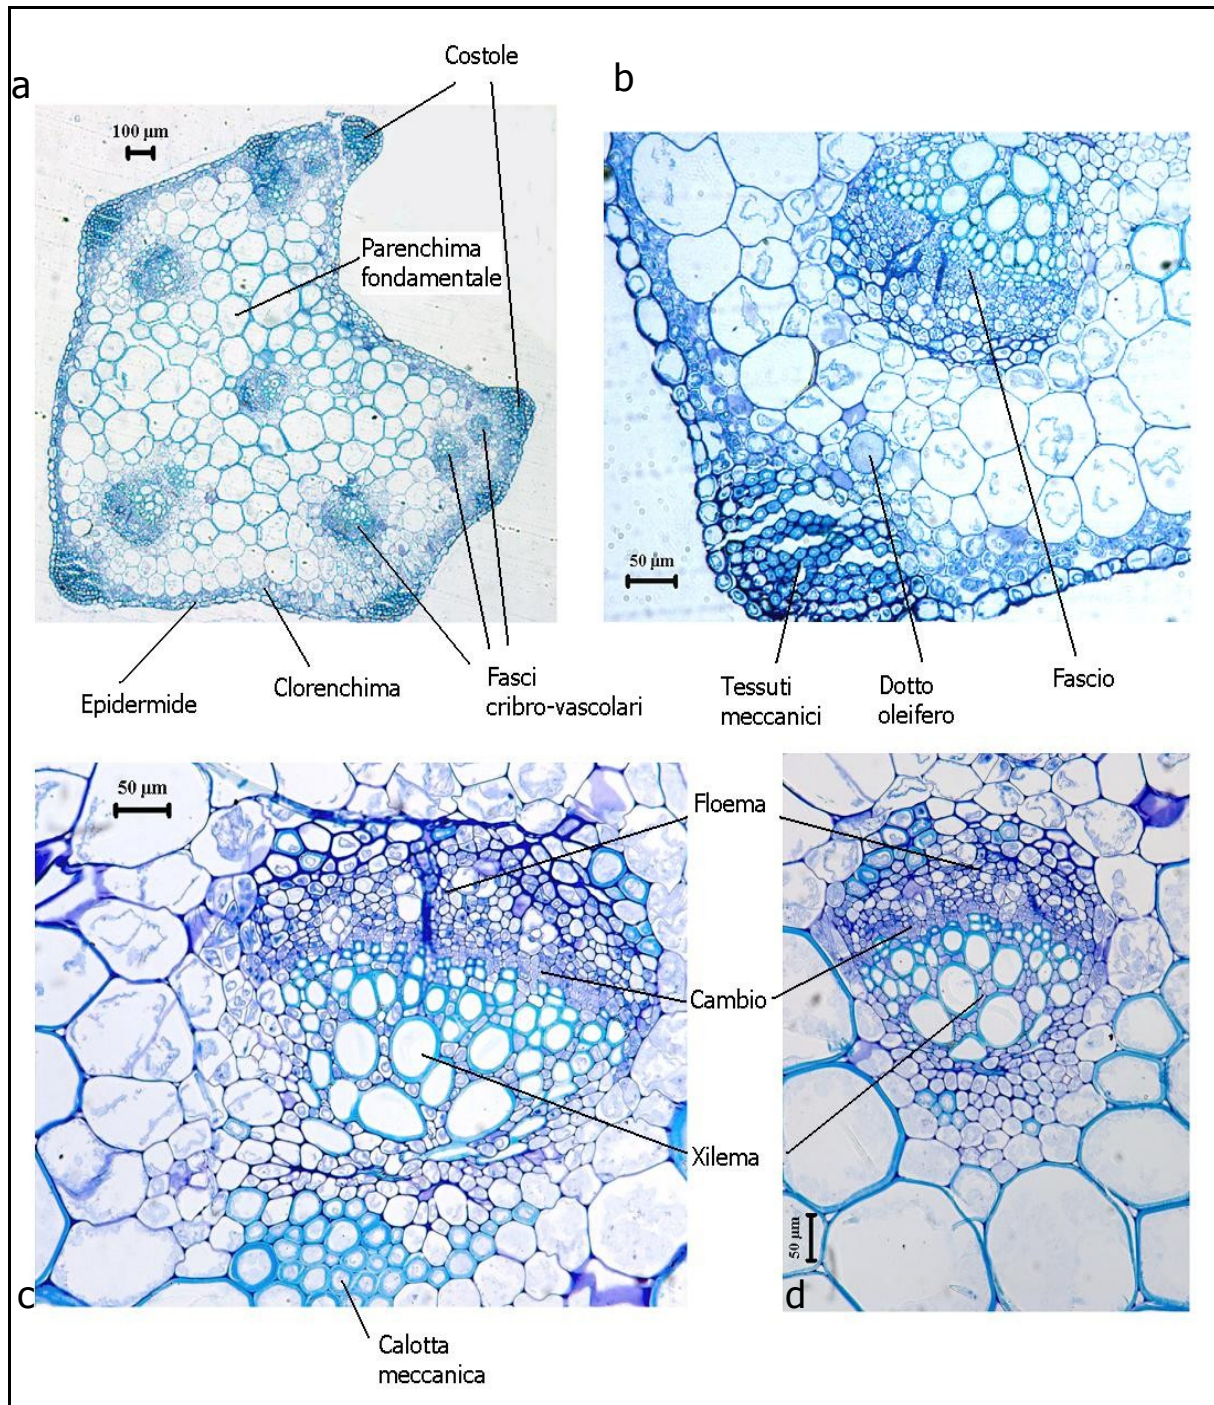 Costole
a
b
100 µm
Parenchima
fondamentale
50 µm
Epidermide
Clorenchima
Fasci
cribro-vascolari
Tessuti
meccanici
Dotto
oleifero
Fascio
50 µm
Floema
Cambio
Xilema
50 µm
c
d
Calotta
meccanica